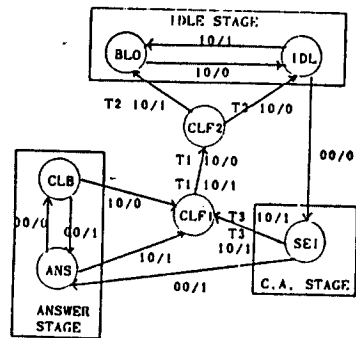 IDLE STAGE
10/1
BLO
IDL
10/0
T2 10/1
T2 10/0
CLF2
T1 10/0
T1 10/1
00/0
CLB
10/0
CLF1
T3
10/1
T3
10/1
SEI
00/0
00/1
ANS
10/1
00/1
C.A. STAGE
ANSWER
STAGE